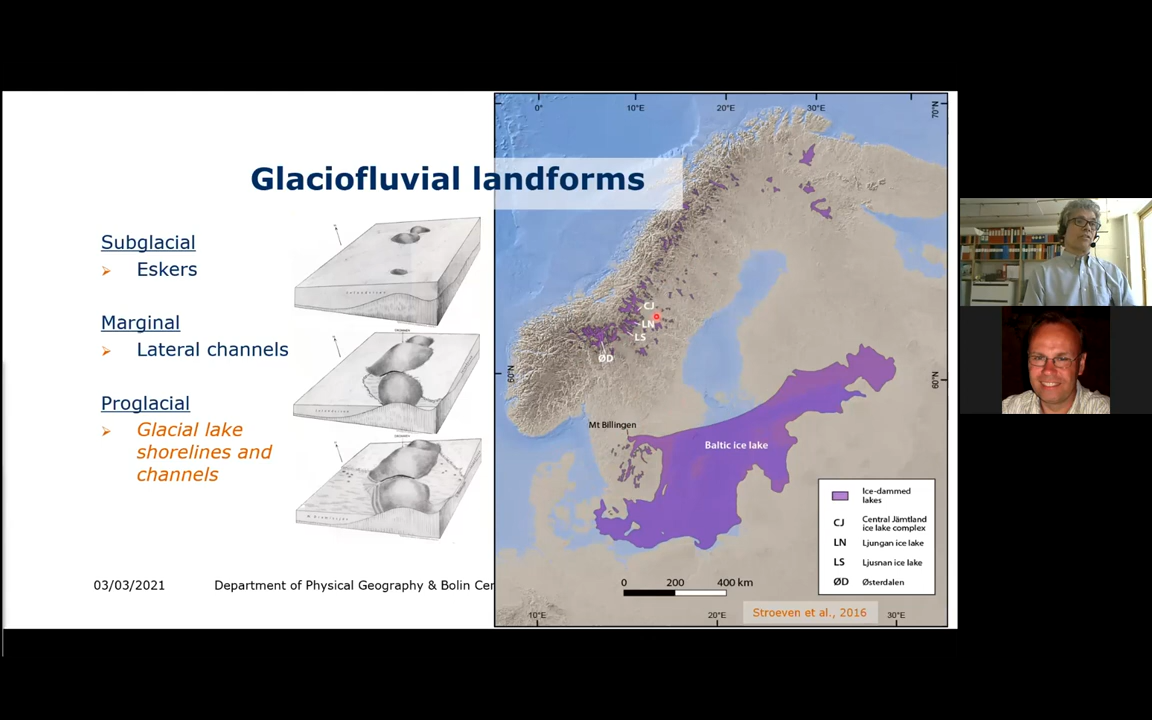 Glaciofluvial landforms
Subglacial
Eskers
Marginal
Lateral channels
Proglacial
Glacial lake
shorelines and
channels
03/03/2021
Department of Physical Geography & Bolin Cen
0°
10°E
20°E
30°E
70°N
60°N
60°N
CJ
LN
LS
ØD
Mt Billingen
Baltic ice lake
Ice-dammed
lakes
CJ Central Jämtland
ice lake complex
LN Ljungan ice lake
LS Ljusnan ice lake
ØD Østerdalen
0 200 400 km
Stroeven et al., 2016
10°E
20°E
30°E